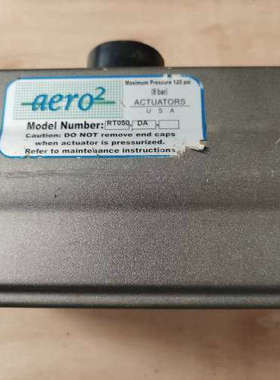 aero²
Maximum Pressure 120 psi
(8 bar)
ACTUATORS
U S A
Model Number: RT050 - DA -
Caution: DO NOT remove end caps
when actuator is pressurized.
Refer to maintenance instructions